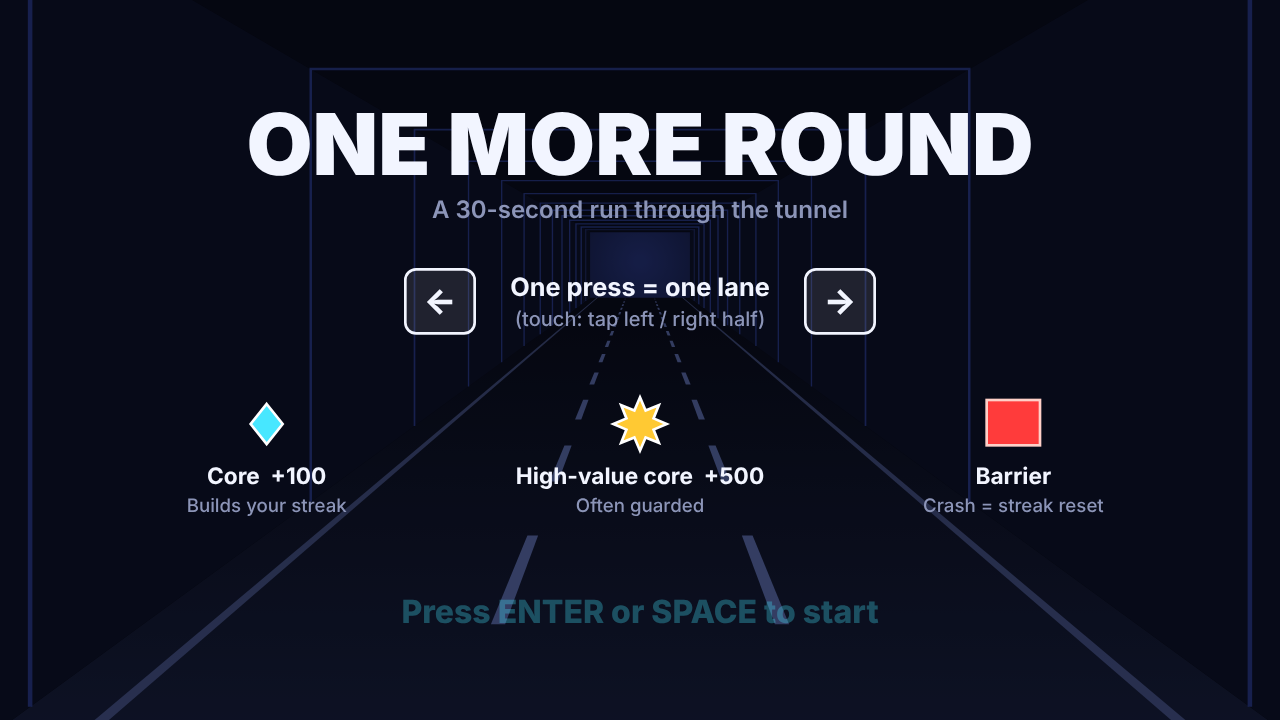 ONE MORE ROUND
A 30-second run through the tunnel
One press = one lane
(touch: tap left / right half)
Core +100
Builds your streak
High-value core +500
Often guarded
Barrier
Crash = streak reset
Press ENTER or SPACE to start